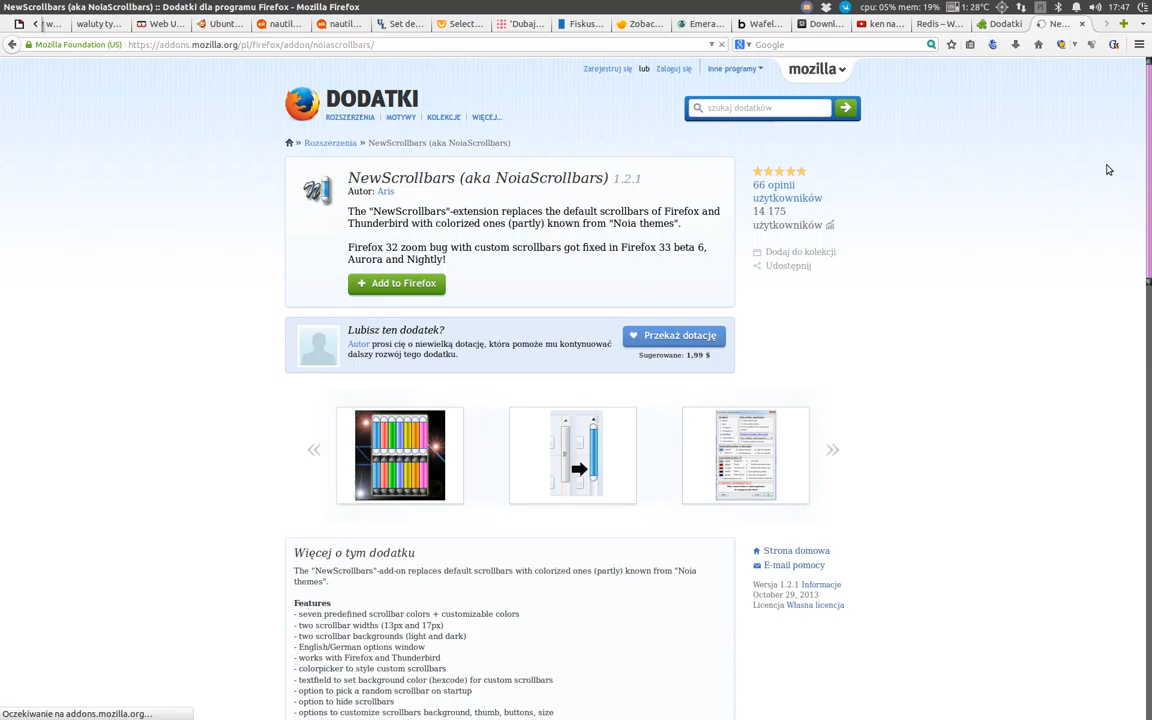 NewScrollbars (aka NoiaScrollbars) :: Dodatki dla programu Firefox - Mozilla Firefox
cpu: 05% mem: 19%
1: 28°C
pl
17:47
w...
waluty ty...
Web U...
Ubunt...
nautil...
nautil...
Set de...
Select...
'Dubaj...
Fiskus...
Zobac...
Emera...
Wafel...
Downl...
ken na...
Redis – W...
Dodatki
Ne...
Mozilla Foundation (US)
https://addons.mozilla.org/pl/firefox/addon/noiascrollbars/
Google
Zarejestruj się lub Zaloguj się
Inne programy
mozilla
DODATKI
ROZSZERZENIA | MOTYWY | KOLEKCJE | WIĘCEJ...
szukaj dodatków
» Rozszerzenia » NewScrollbars (aka NoiaScrollbars)
NewScrollbars (aka NoiaScrollbars) 1.2.1
Autor: Aris
The "NewScrollbars"-extension replaces the default scrollbars of Firefox and
Thunderbird with colorized ones (partly) known from "Noia themes".
Firefox 32 zoom bug with custom scrollbars got fixed in Firefox 33 beta 6,
Aurora and Nightly!
+ Add to Firefox
66 opinii
użytkowników
14 175
użytkowników
Dodaj do kolekcji
Udostępnij
Lubisz ten dodatek?
Autor prosi cię o niewielką dotację, która pomoże mu kontynuować
dalszy rozwój tego dodatku.
Przekaż dotację
Sugerowane: 1,99 $
« »
Więcej o tym dodatku
The "NewScrollbars"-add-on replaces default scrollbars with colorized ones (partly) known from "Noia
themes".
Features
- seven predefined scrollbar colors + customizable colors
- two scrollbar widths (13px and 17px)
- two scrollbar backgrounds (light and dark)
- English/German options window
- works with Firefox and Thunderbird
- colorpicker to style custom scrollbars
- textfield to set background color (hexcode) for custom scrollbars
- option to pick a random scrollbar on startup
- option to hide scrollbars
- options to customize scrollbars background, thumb, buttons, size
Strona domowa
E-mail pomocy
Wersja 1.2.1 Informacje
October 29, 2013
Licencja Własna licencja
Oczekiwanie na addons.mozilla.org...